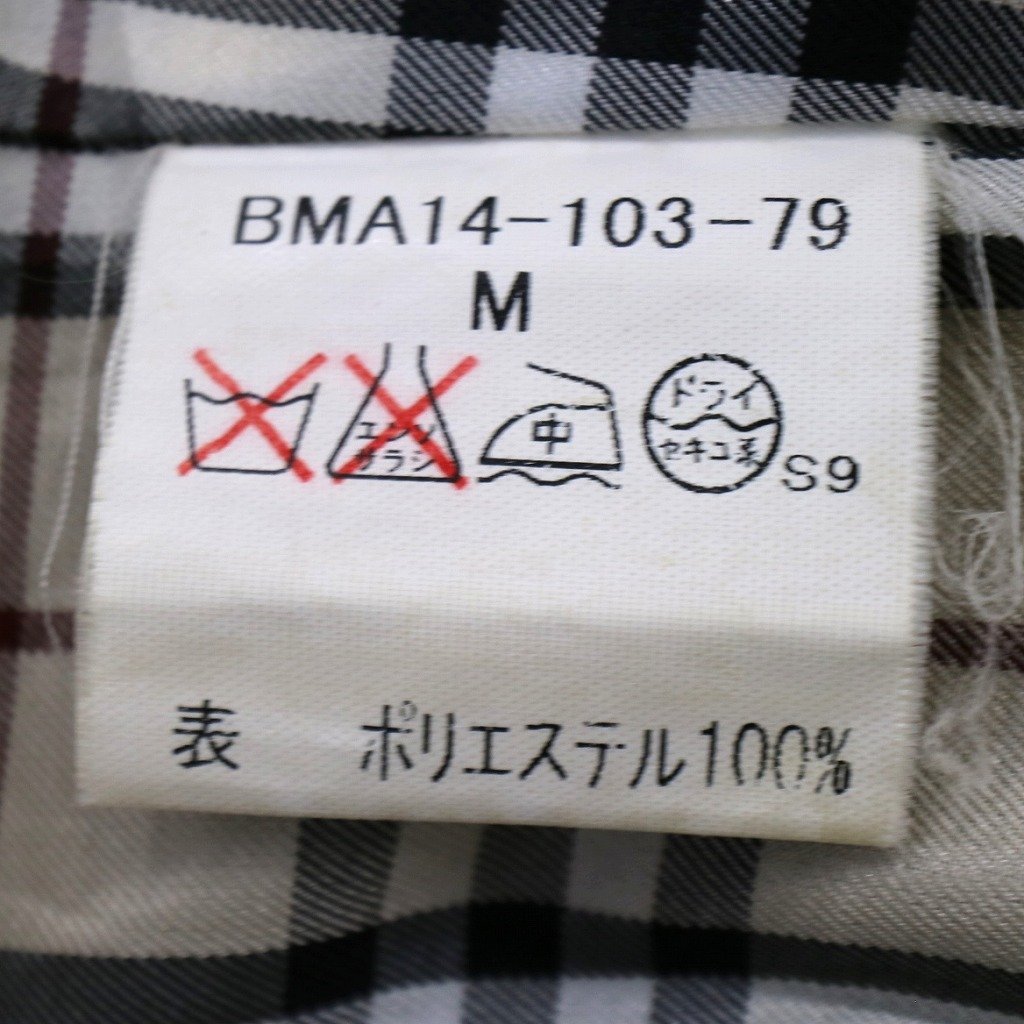 BMA14-103-79
M
エンソ
サラシ
中
ドライ
セキユ系
S9
表 ポリエステル100%